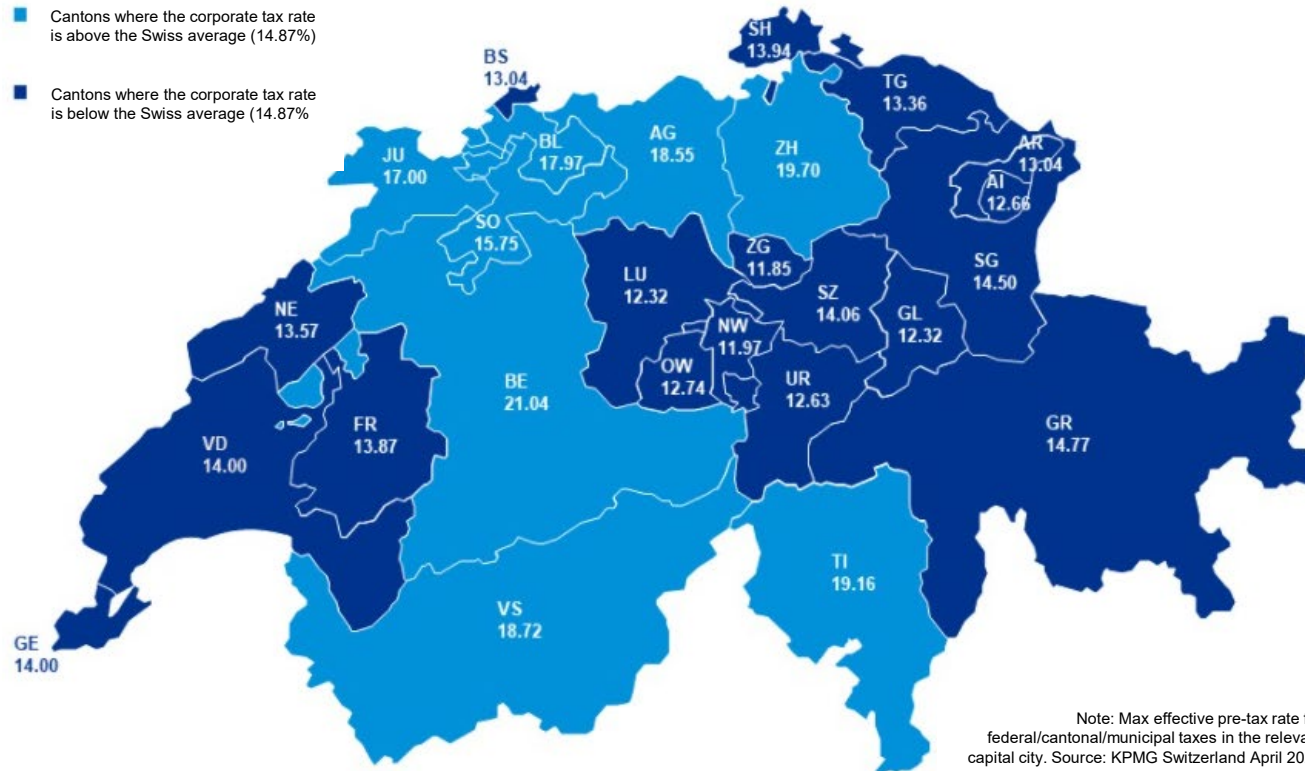 Cantons where the corporate tax rate
is above the Swiss average (14.87%)
Cantons where the corporate tax rate
is below the Swiss average (14.87%
SH
13.94
BS
13.04
TG
13.36
AR
13.04
AI
12.66
JU
17.00
BL
17.97
AG
18.55
ZH
19.70
SO
15.75
ZG
11.85
LU
12.32
SZ
14.06
SG
14.50
GL
12.32
NE
13.57
NW
11.97
OW
12.74
UR
12.63
BE
21.04
GR
14.77
FR
13.87
VD
14.00
TI
19.16
VS
18.72
GE
14.00
Note: Max effective pre-tax rate
federal/cantonal/municipal taxes in the
capital city. Source: KPMG Switzerland April